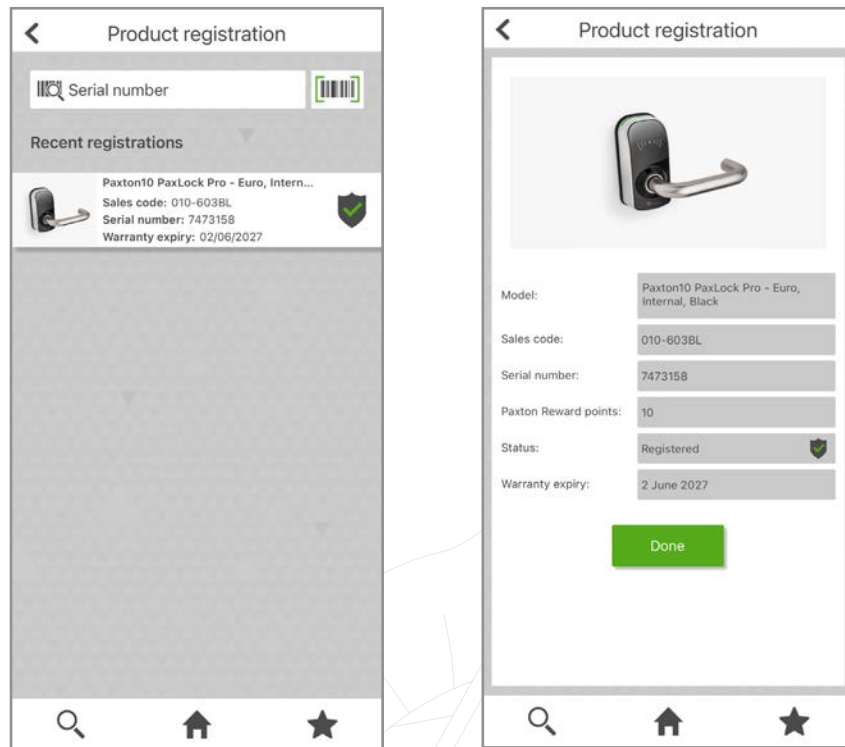 Product registration
Serial number
Recent registrations
Paxton10 PaxLock Pro - Euro, Intern...
Sales code: 010-603BL
Serial number: 7473158
Warranty expiry: 02/06/2027
Product registration
Model:
Paxton10 PaxLock Pro - Euro,
Internal, Black
Sales code:
010-603BL
Serial number:
7473158
Paxton Reward points:
10
Status:
Registered
Warranty expiry:
2 June 2027
Done